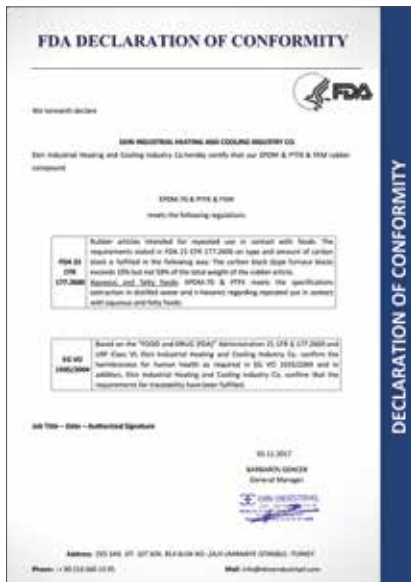 FDA DECLARATION OF CONFORMITY
FDA
We herewith declare
EKIN INDUSTRIAL HEATING AND COOLING INDUSTRY CO.
Ekin Industrial Heating and Cooling Industry Co hereby certify that our EPDM & PTFE & FKM rubber
compound
EPDM-70 & PTFE & FKM
meets the following regulations:
FDA 21
CFR
177.2600
Rubber articles intended for repeated use in contact with foods. The
requirements stated in FDA 21 CFR 177.2600 on type and amount of carbon
black is fulfilled in the following way: The carbon black (type furnace black)
exceeds 10% but not 50% of the total weight of the rubber article.
Aqueous and fatty foods: EPDM-70 & PTFE meets the specifications
extraction in distilled water and n-hexane) regarding repeated use in contact
with aqueous and fatty foods.
EG VO
1935/2004
Based on the "FOOD and DRUG (FDA)" Administration 21 CFR & 177.2600 and
USP Class VI, Ekin Industrial Heating and Cooling Industry Co. confirm the
harmlessness for human health as required in EG VO 1935/2004 and in
addition, Ekin Industrial Heating and Cooling Industry Co. confirm that the
requirements for traceability have been fulfilled.
Job Title – Date – Authorized Signature
.11.2017
General Manager
EKIN INDUSTRIAL
Address: ISTANBUL - TURKEY
Phone: Mail: info@ekinendustriyel.com
DECLARATION OF CONFORMITY